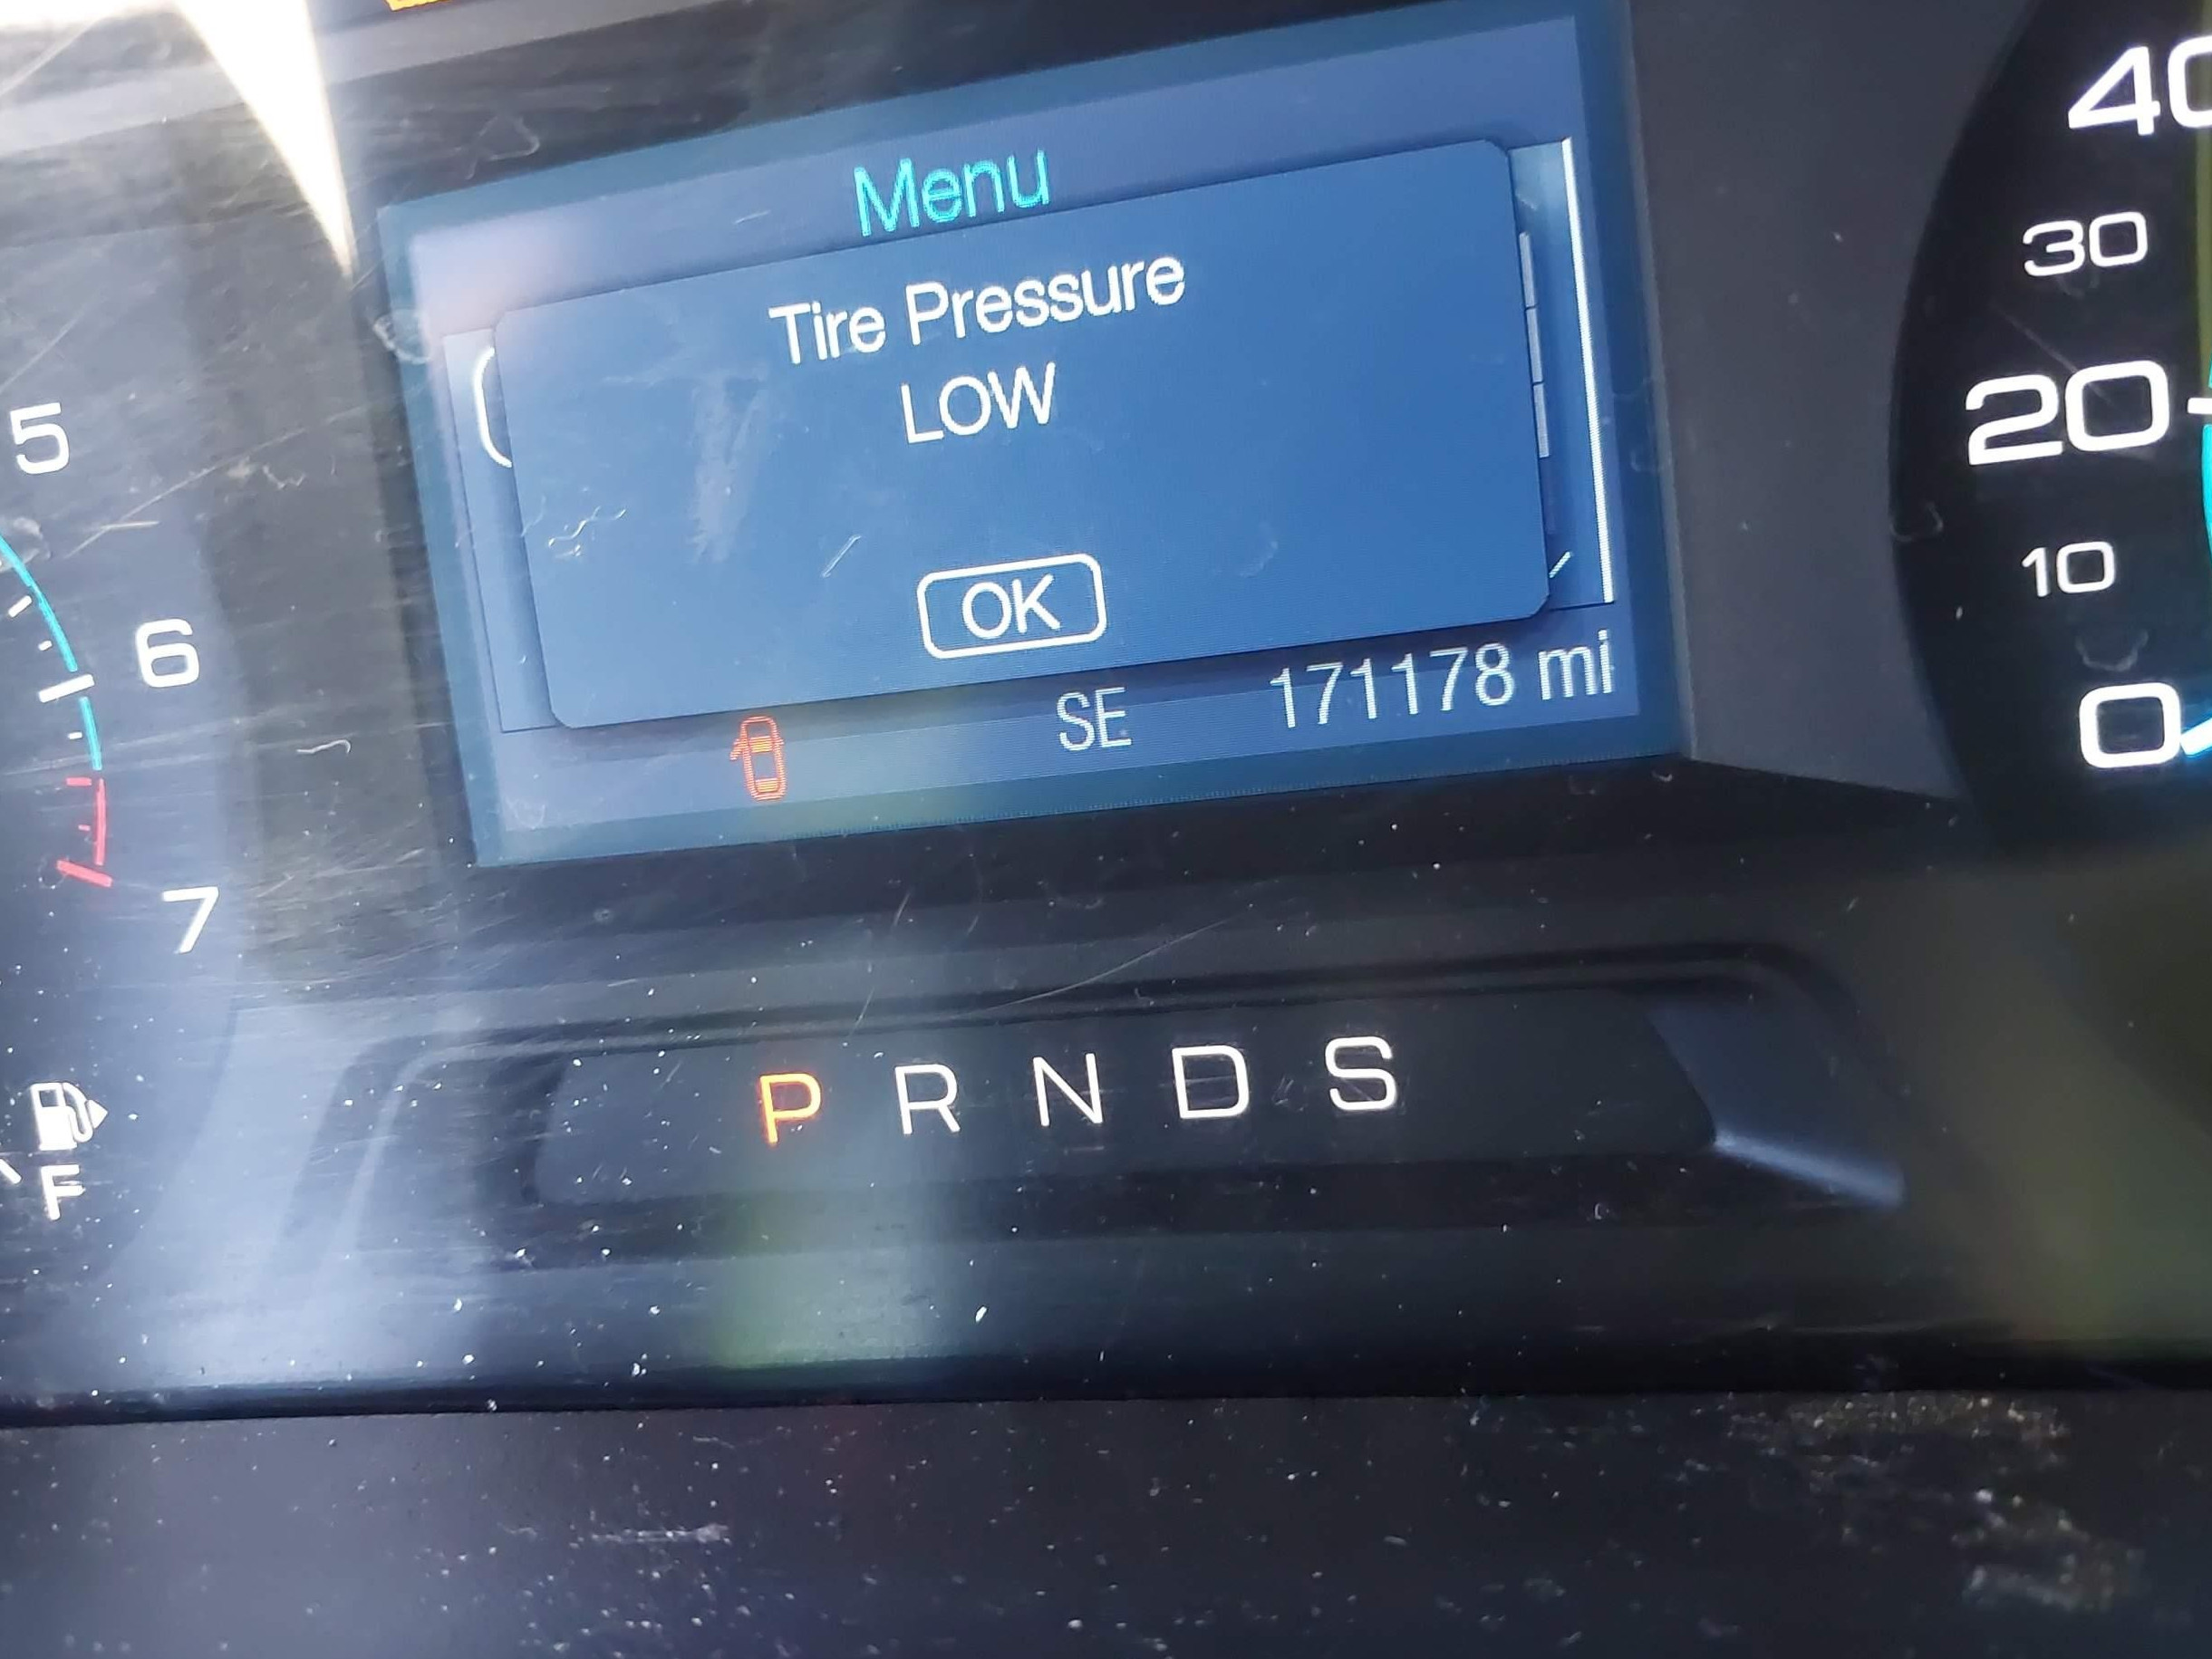 Menu
Tire Pressure
LOW
OK
SE 171178 mi
5
6
7
F
P R N D S
40
30
20
10
0